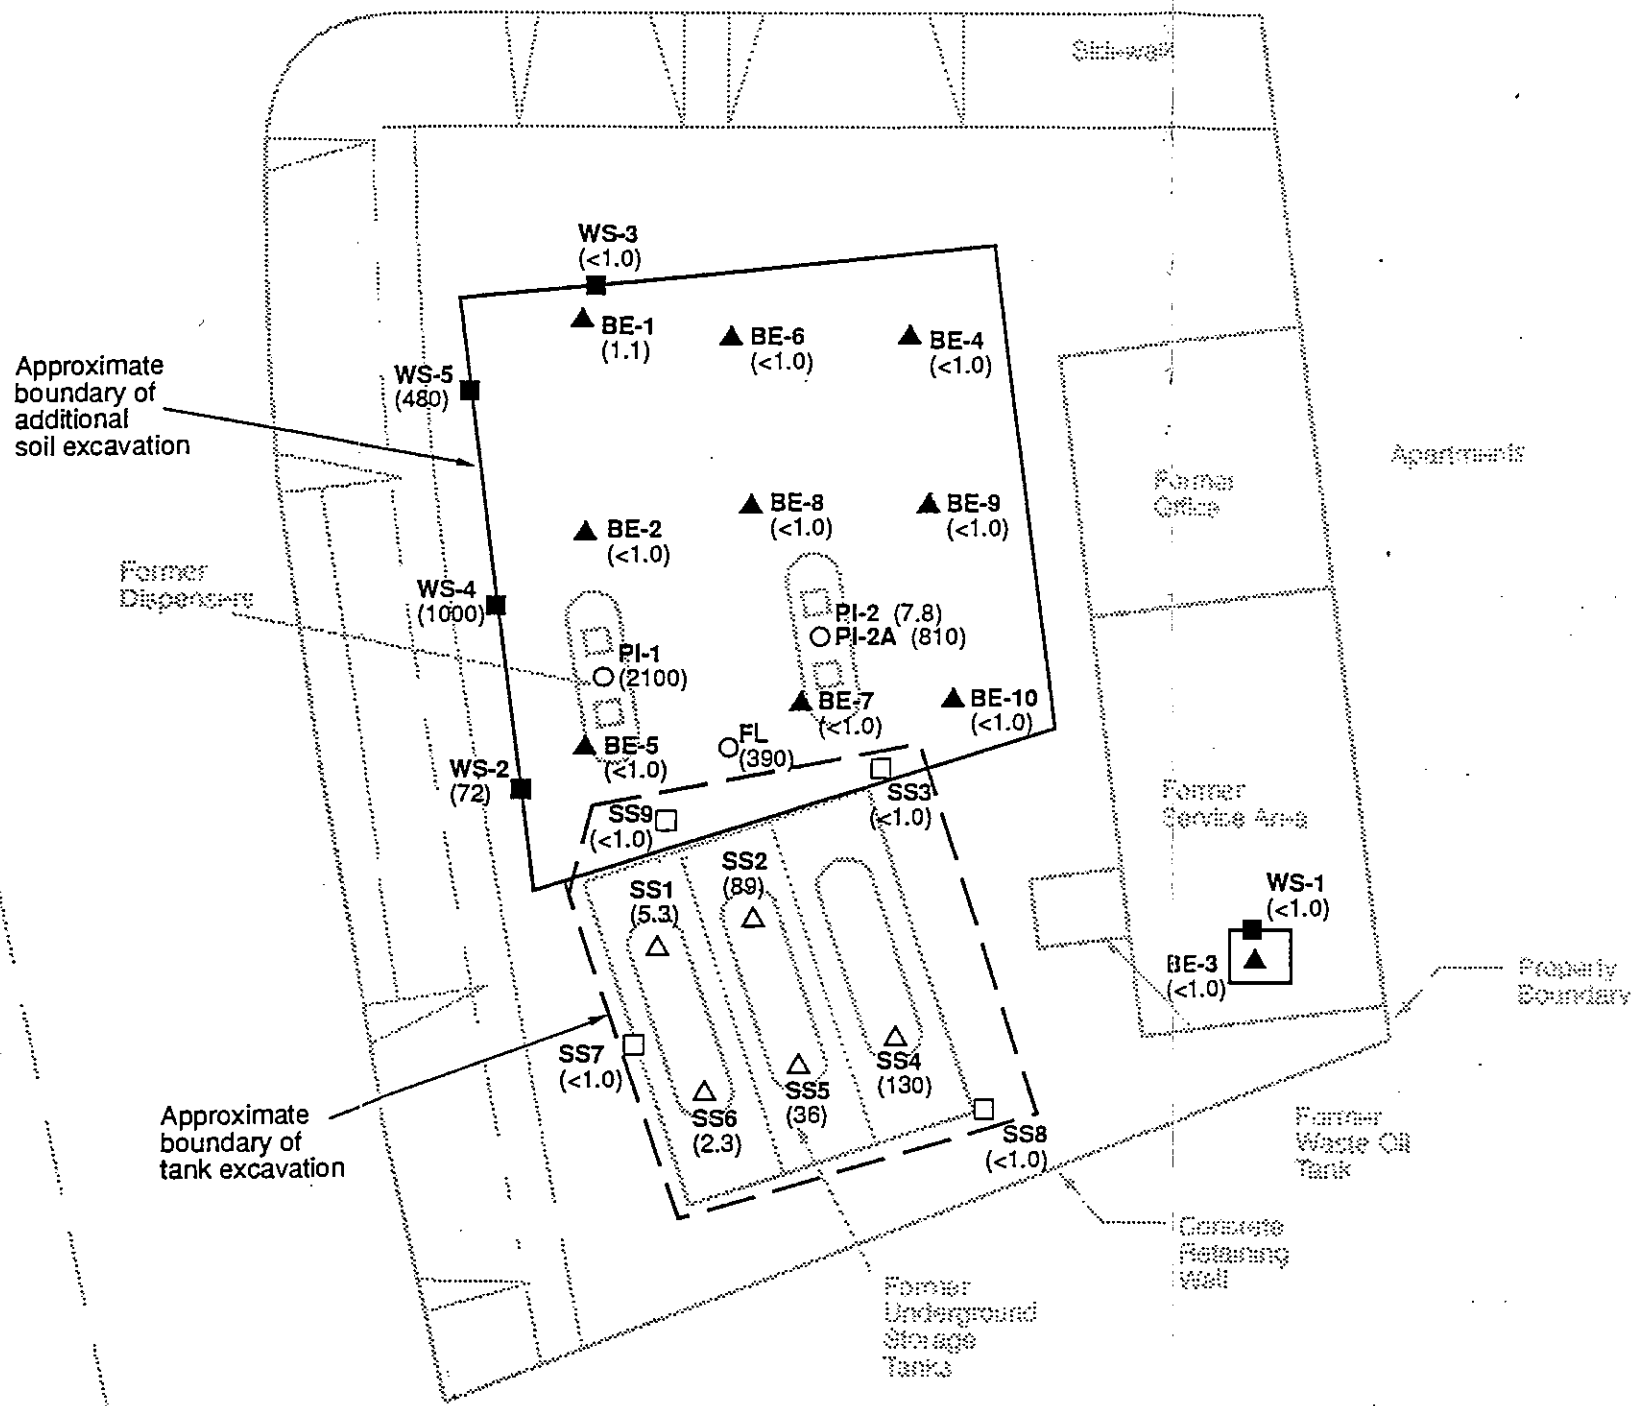 Sidewalk
WS-3
(<1.0)
BE-1
(1.1)
BE-6
(<1.0)
BE-4
(<1.0)
Approximate
boundary of
additional
soil excavation
WS-5
(480)
Apartments
Former
Office
BE-2
(<1.0)
BE-8
(<1.0)
BE-9
(<1.0)
Former
Dispensers
WS-4
(1000)
PI-2 (7.8)
PI-2A (810)
PI-1
(2100)
BE-7
(<1.0)
BE-10
(<1.0)
FL
(390)
BE-5
(<1.0)
WS-2
(72)
SS9
(<1.0)
SS3
(<1.0)
Former
Service Area
SS1
(5.3)
SS2
(89)
WS-1
(<1.0)
BE-3
(<1.0)
Property
Boundary
SS7
(<1.0)
SS6
(2.3)
SS5
(36)
SS4
(130)
SS8
(<1.0)
Approximate
boundary of
tank excavation
Former
Waste Oil
Tank
Concrete
Retaining
Wall
Former
Underground
Storage
Tanks